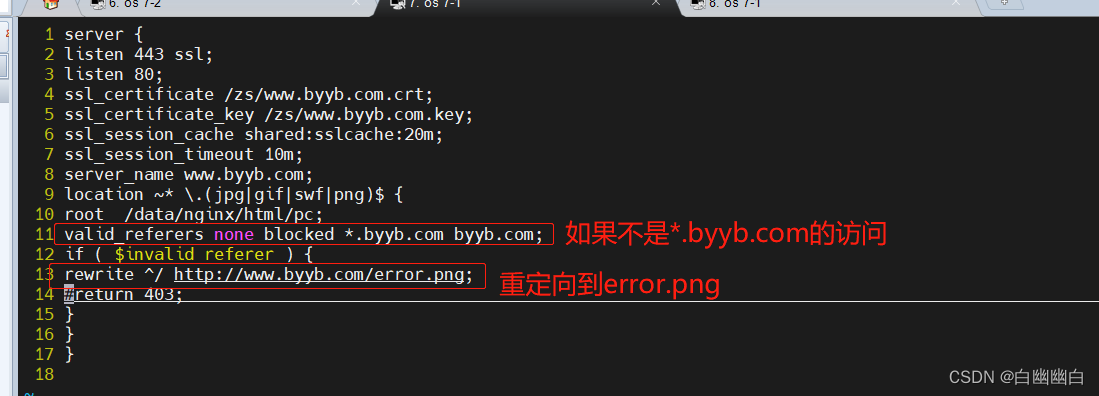 6. os 7-2
7. os 7-1
8. os 7-1
1 server {
2 listen 443 ssl;
3 listen 80;
4 ssl_certificate /zs/www.byyb.com.crt;
5 ssl_certificate_key /zs/www.byyb.com.key;
6 ssl_session_cache shared:sslcache:20m;
7 ssl_session_timeout 10m;
8 server_name www.byyb.com;
9 location ~* \.(jpg|gif|swf|png)$ {
10 root  /data/nginx/html/pc;
11 valid_referers none blocked *.byyb.com byyb.com; 如果不是*.byyb.com的访问
12 if ( $invalid_referer ) {
13 rewrite ^/ http://www.byyb.com/error.png; 重定向到error.png
14 #return 403;
15 }
16 }
17 }
18
CSDN @白幽幽白